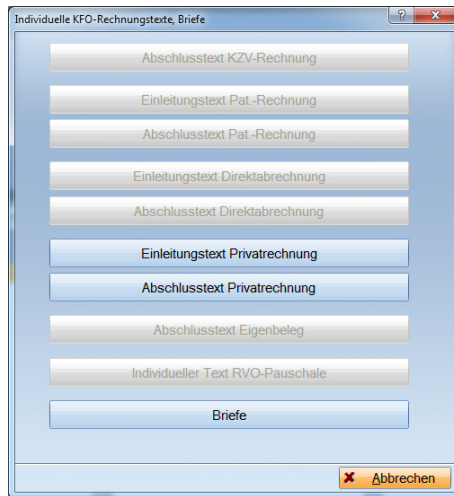 Individuelle KFO-Rechnungstexte, Briefe
Abschlusstext KZV-Rechnung
Einleitungstext Pat.-Rechnung
Abschlusstext Pat.-Rechnung
Einleitungstext Direktabrechnung
Abschlusstext Direktabrechnung
Einleitungstext Privatrechnung
Abschlusstext Privatrechnung
Abschlusstext Eigenbeleg
Individueller Text RVO-Pauschale
Briefe
Abbrechen